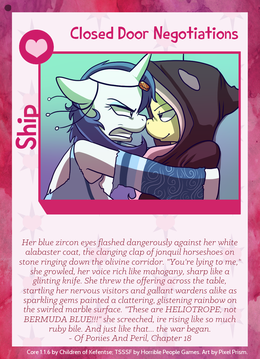 Closed Door Negotiations
Ship
Her blue zircon eyes flashed dangerously against her white
alabaster coat, the clanging clap of jonquil horseshoes on
stone ringing down the olivine corridor. "You're lying to me,"
she growled, her voice rich like mahogany, sharp like a
glinting knife. She threw the offering across the table,
startling her nervous visitors and gallant wardens alike as
sparkling gems painted a clattering, glistening rainbow on
the swirled marble surface. "These are HELIOTROPE; not
BERMUDA BLUE!!!" she screeched, ire rising like so much
ruby bile. And just like that... the war began.
- Of Ponies And Peril, Chapter 18
Core 1.1.6 by Children of Kefentse; TSSSF by Horrible People Games. Art by Pixel Prism.